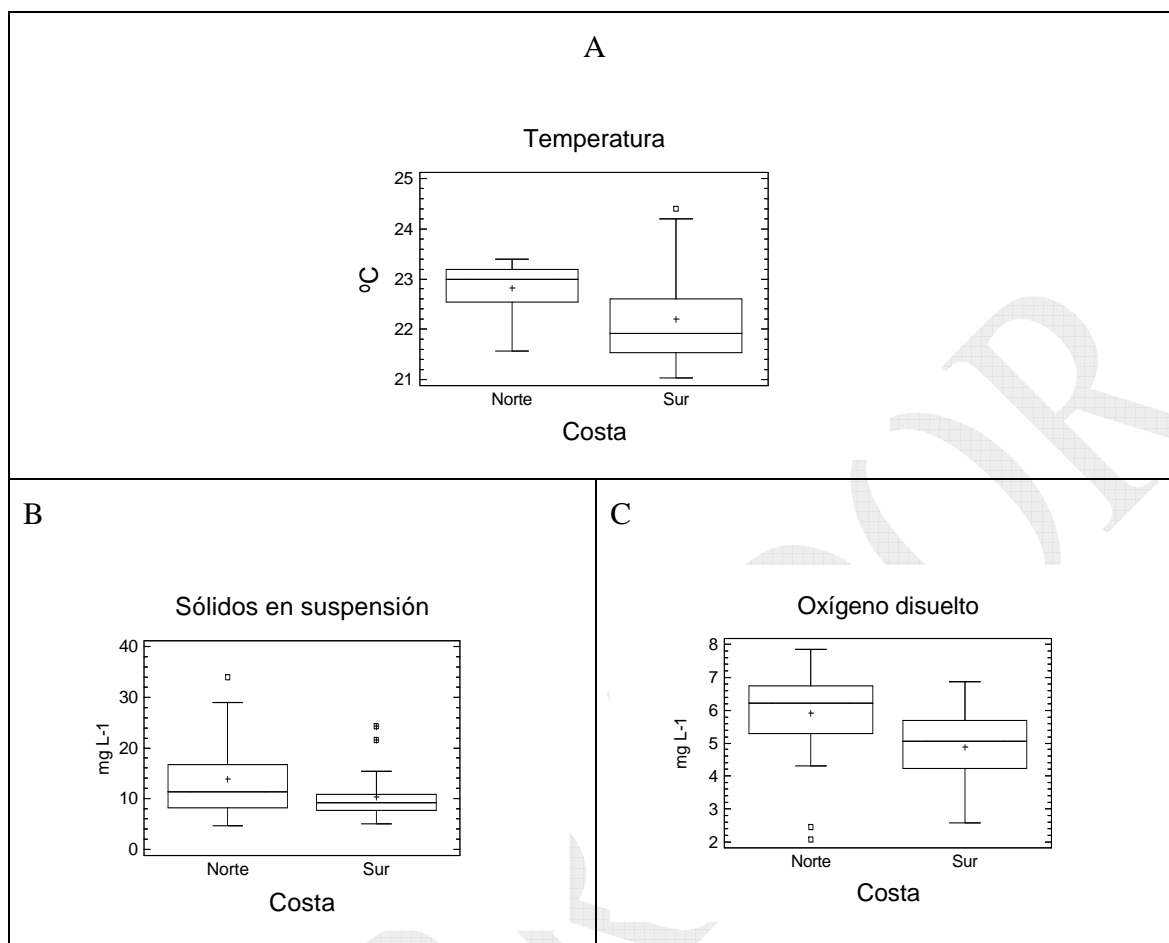 A
Temperatura
25
24
23
22
21
ºC
Norte Sur
Costa
B
Sólidos en suspensión
40
30
20
10
0
mg L-1
Norte Sur
Costa
C
Oxígeno disuelto
8
7
6
5
4
3
2
mg L-1
Norte Sur
Costa